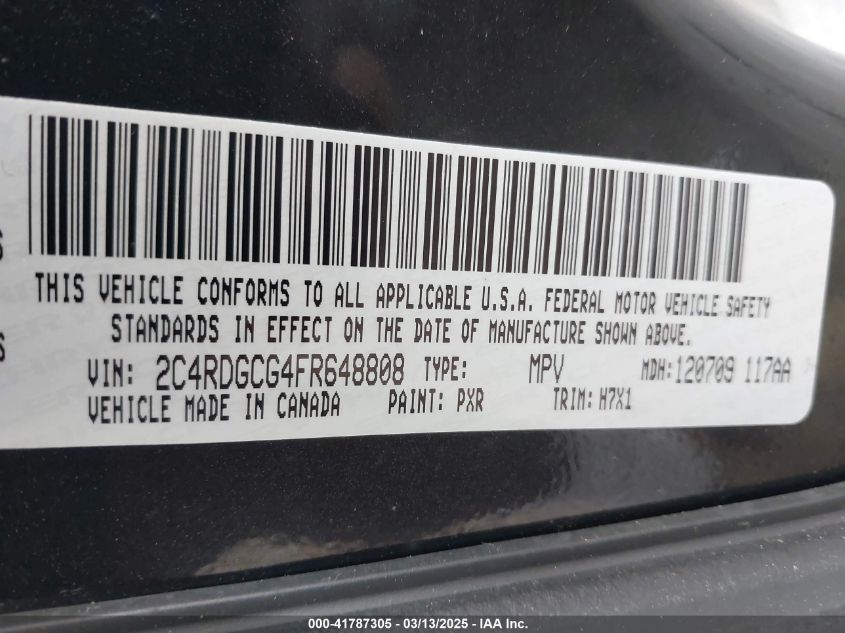 THIS VEHICLE CONFORMS TO ALL APPLICABLE U.S.A. FEDERAL MOTOR VEHICLE SAFETY
STANDARDS IN EFFECT ON THE DATE OF MANUFACTURE SHOWN ABOVE.
VIN: 2C4RDGCG4FR648808 TYPE: MPV MDH:120709 117AA
VEHICLE MADE IN CANADA PAINT: PXR TRIM: H7X1
000-41787305 - 03/13/2025 - IAA Inc.